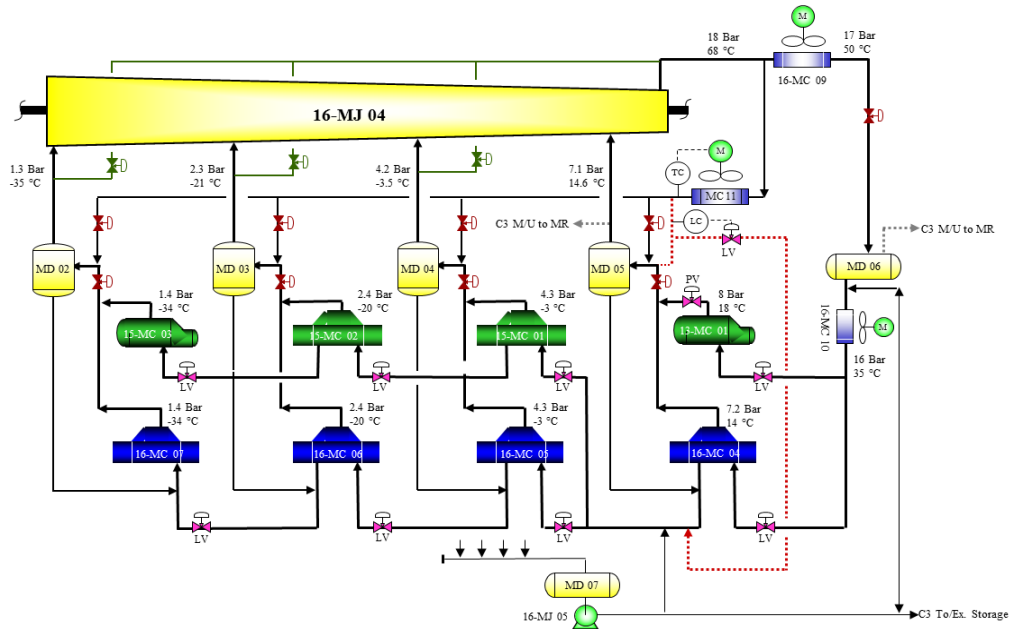 M
18 Bar
68 °C
17 Bar
50 °C
16-MC 09
16-MJ 04
1.3 Bar
-35 °C
2.3 Bar
-21 °C
4.2 Bar
-3.5 °C
7.1 Bar
14.6 °C
TC
M
MC 11
C3 M/U to MR
LC
LV
C3 M/U to MR
MD 02
MD 03
MD 04
MD 05
MD 06
1.4 Bar
-34 °C
2.4 Bar
-20 °C
4.3 Bar
-3 °C
PV
8 Bar
18 °C
15-MC 03
15-MC 02
15-MC 01
13-MC 01
16-MC 10
M
16 Bar
35 °C
LV
LV
LV
LV
1.4 Bar
-34 °C
2.4 Bar
-20 °C
4.3 Bar
-3 °C
7.2 Bar
14 °C
16-MC 07
16-MC 06
16-MC 05
16-MC 04
LV
LV
LV
LV
MD 07
16-MJ 05
C3 To/Ex. Storage